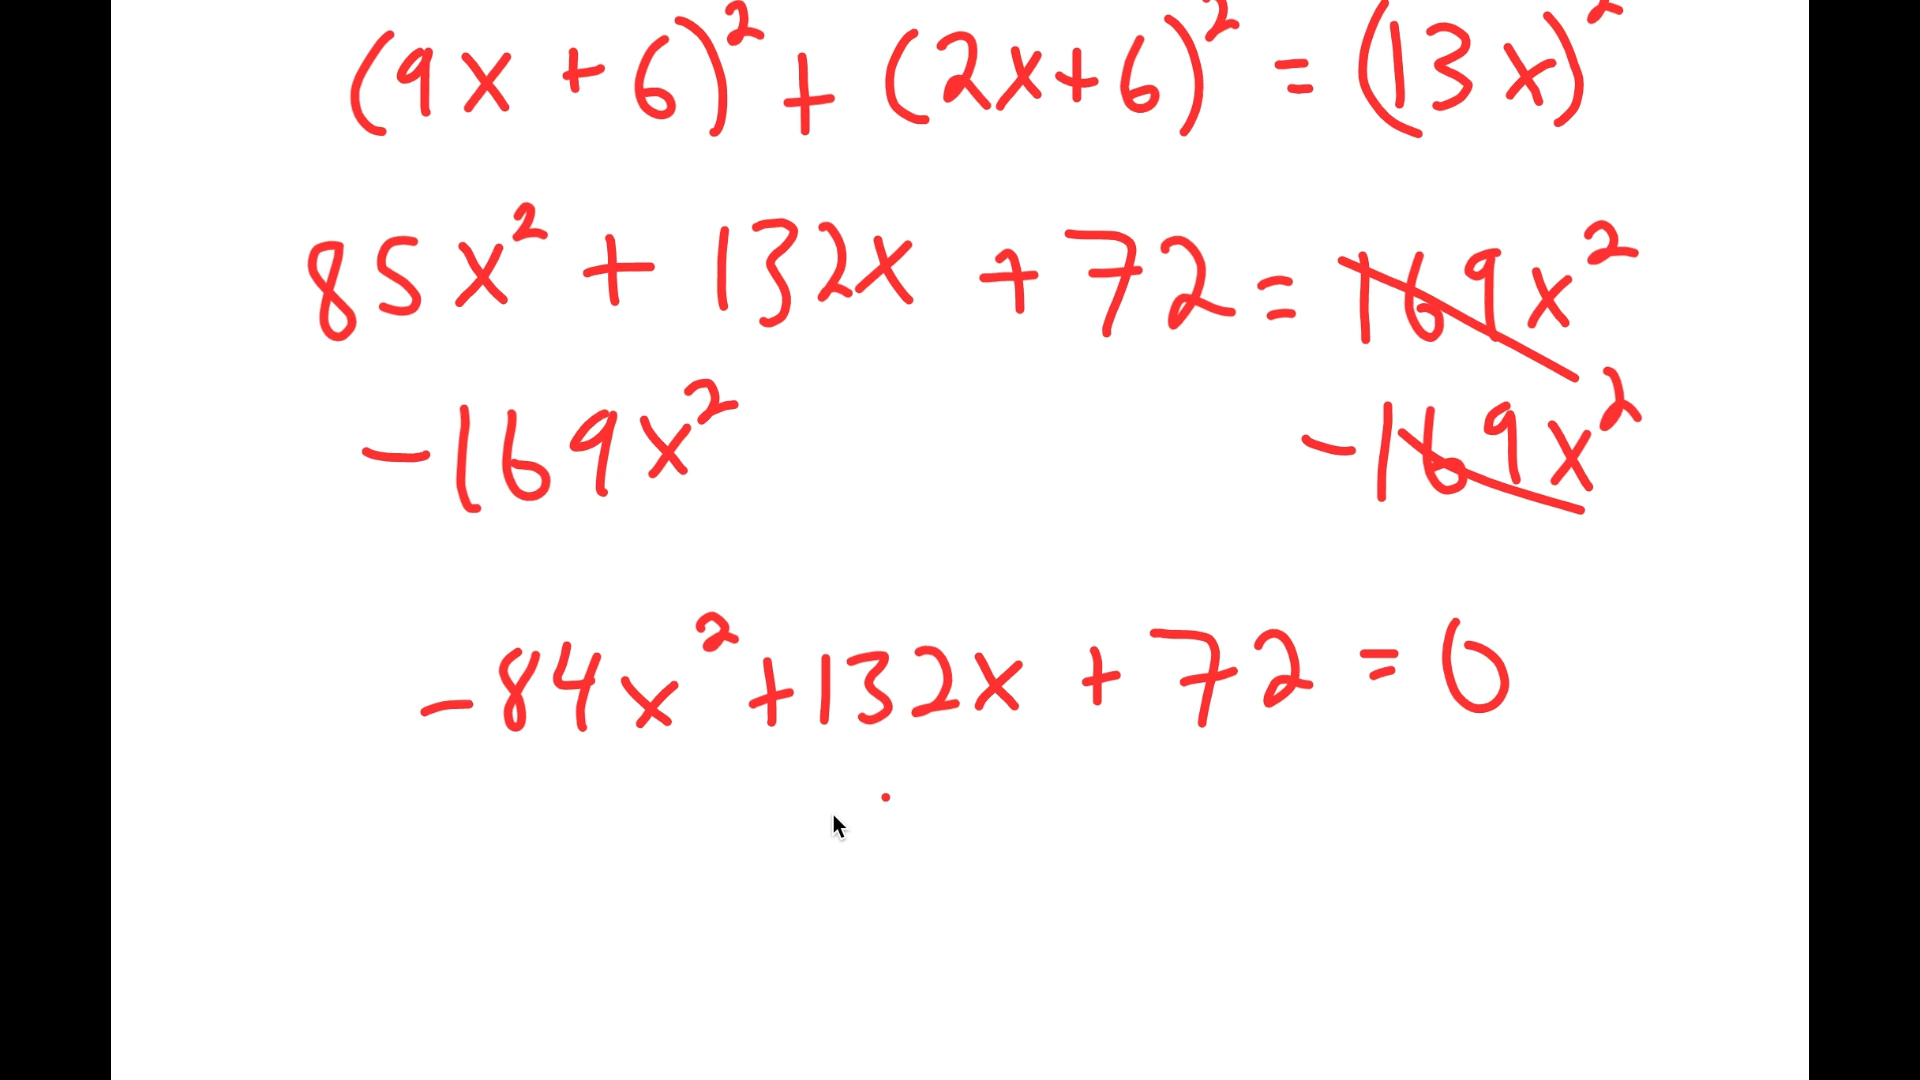 (9x + 6)² + (2x+6)² = (13x)²
85x² + 132x + 72 = 169x²
-169x² -169x²
-84x² + 132x + 72 = 0